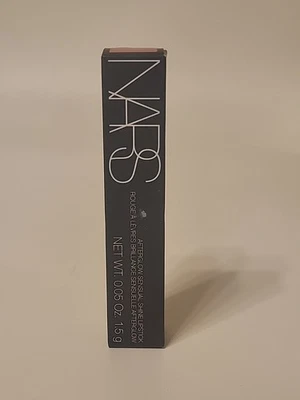 NARS
AFTERGLOW SENSUAL SHINE LIPSTICK
ROUGE À LÈVRES BRILLANCE SENSUELLE AFTERGLOW
NET WT. 0.05 Oz. 1.5 g